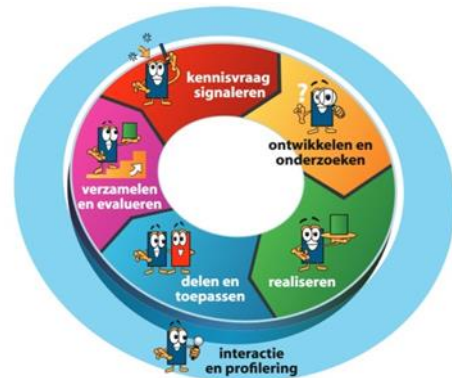 kennisvraag
signaleren
?
ontwikkelen en
onderzoeken
realiseren
delen en
toepassen
verzamelen
en evalueren
interactie
en profilering